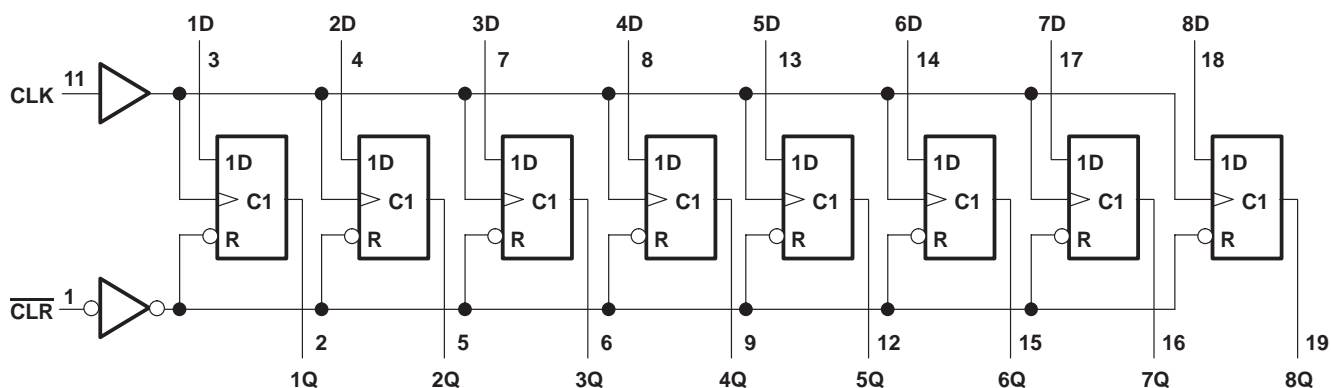 1D 2D 3D 4D 5D 6D 7D 8D
3 4 7 8 13 14 17 18
CLK 11
1D 1D 1D 1D 1D 1D 1D 1D
C1 C1 C1 C1 C1 C1 C1 C1
R R R R R R R R
C̅L̅R̅ 1
2 5 6 9 12 15 16 19
1Q 2Q 3Q 4Q 5Q 6Q 7Q 8Q